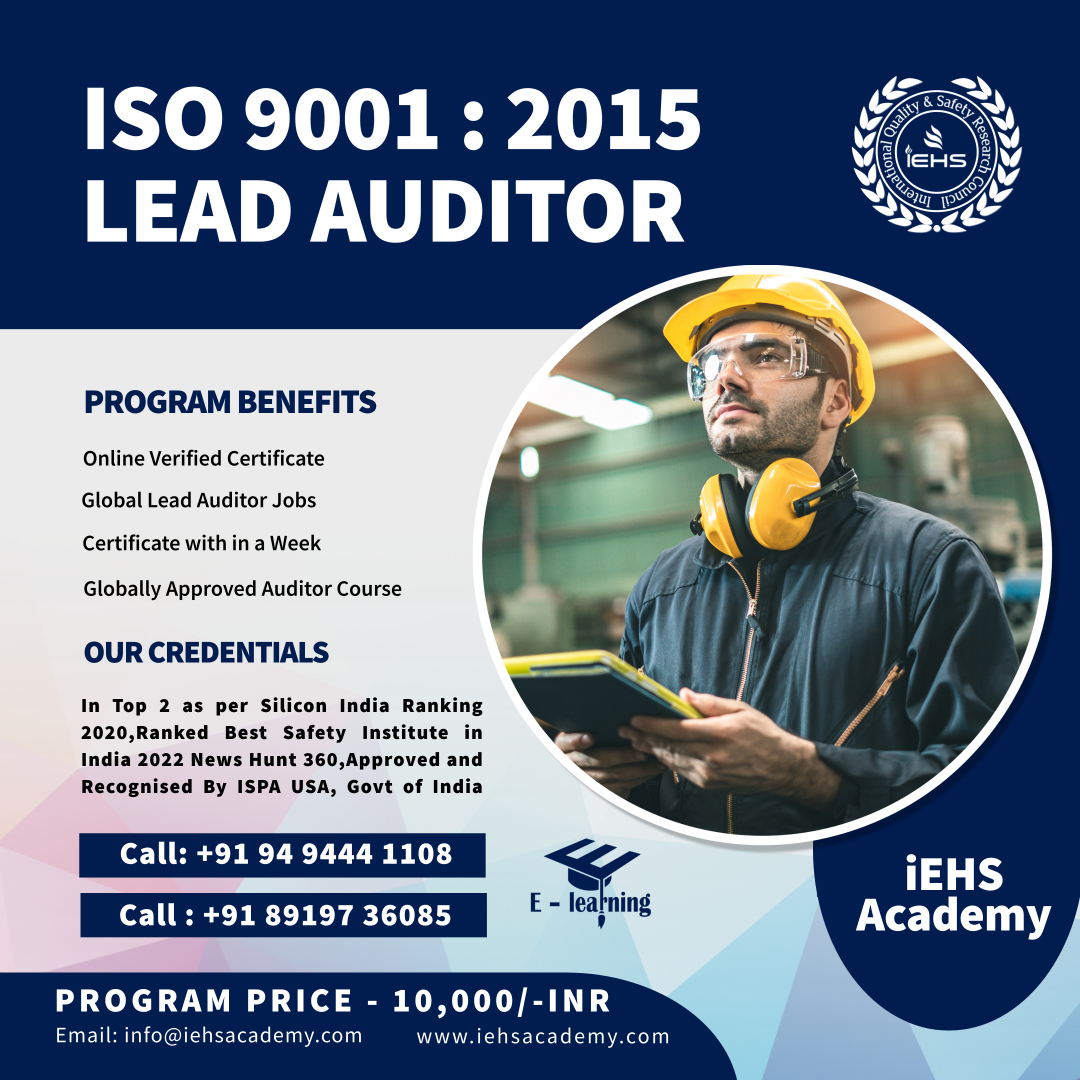 ISO 9001 : 2015
LEAD AUDITOR
International Quality & Safety Research Council
iEHS
PROGRAM BENEFITS
Online Verified Certificate
Global Lead Auditor Jobs
Certificate with in a Week
Globally Approved Auditor Course
OUR CREDENTIALS
In Top 2 as per Silicon India Ranking
2020,Ranked Best Safety Institute in
India 2022 News Hunt 360,Approved and
Recognised By ISPA USA, Govt of India
Call: +91 94 9444 1108
Call : +91 89197 36085
E - learning
iEHS
Academy
PROGRAM PRICE - 10,000/-INR
Email: info@iehsacademy.com
www.iehsacademy.com